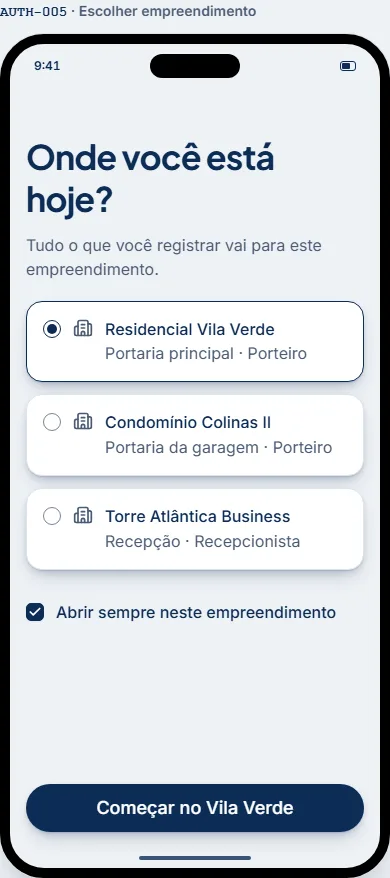 AUTH-005 · Escolher empreendimento
9:41
Onde você está
hoje?
Tudo o que você registrar vai para este
empreendimento.
Residencial Vila Verde
Portaria principal · Porteiro
Condomínio Colinas II
Portaria da garagem · Porteiro
Torre Atlântica Business
Recepção · Recepcionista
Abrir sempre neste empreendimento
Começar no Vila Verde